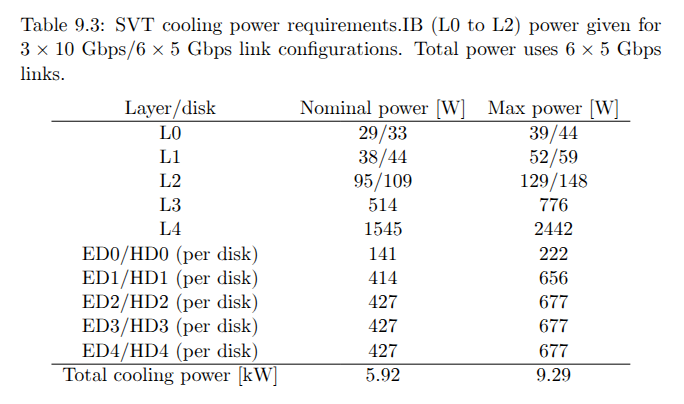 Table 9.3: SVT cooling power requirements.IB (L0 to L2) power given for
3 × 10 Gbps/6 × 5 Gbps link configurations. Total power uses 6 × 5 Gbps
links.
Layer/disk Nominal power [W] Max power [W]
L0 29/33 39/44
L1 38/44 52/59
L2 95/109 129/148
L3 514 776
L4 1545 2442
ED0/HD0 (per disk) 141 222
ED1/HD1 (per disk) 414 656
ED2/HD2 (per disk) 427 677
ED3/HD3 (per disk) 427 677
ED4/HD4 (per disk) 427 677
Total cooling power [kW] 5.92 9.29